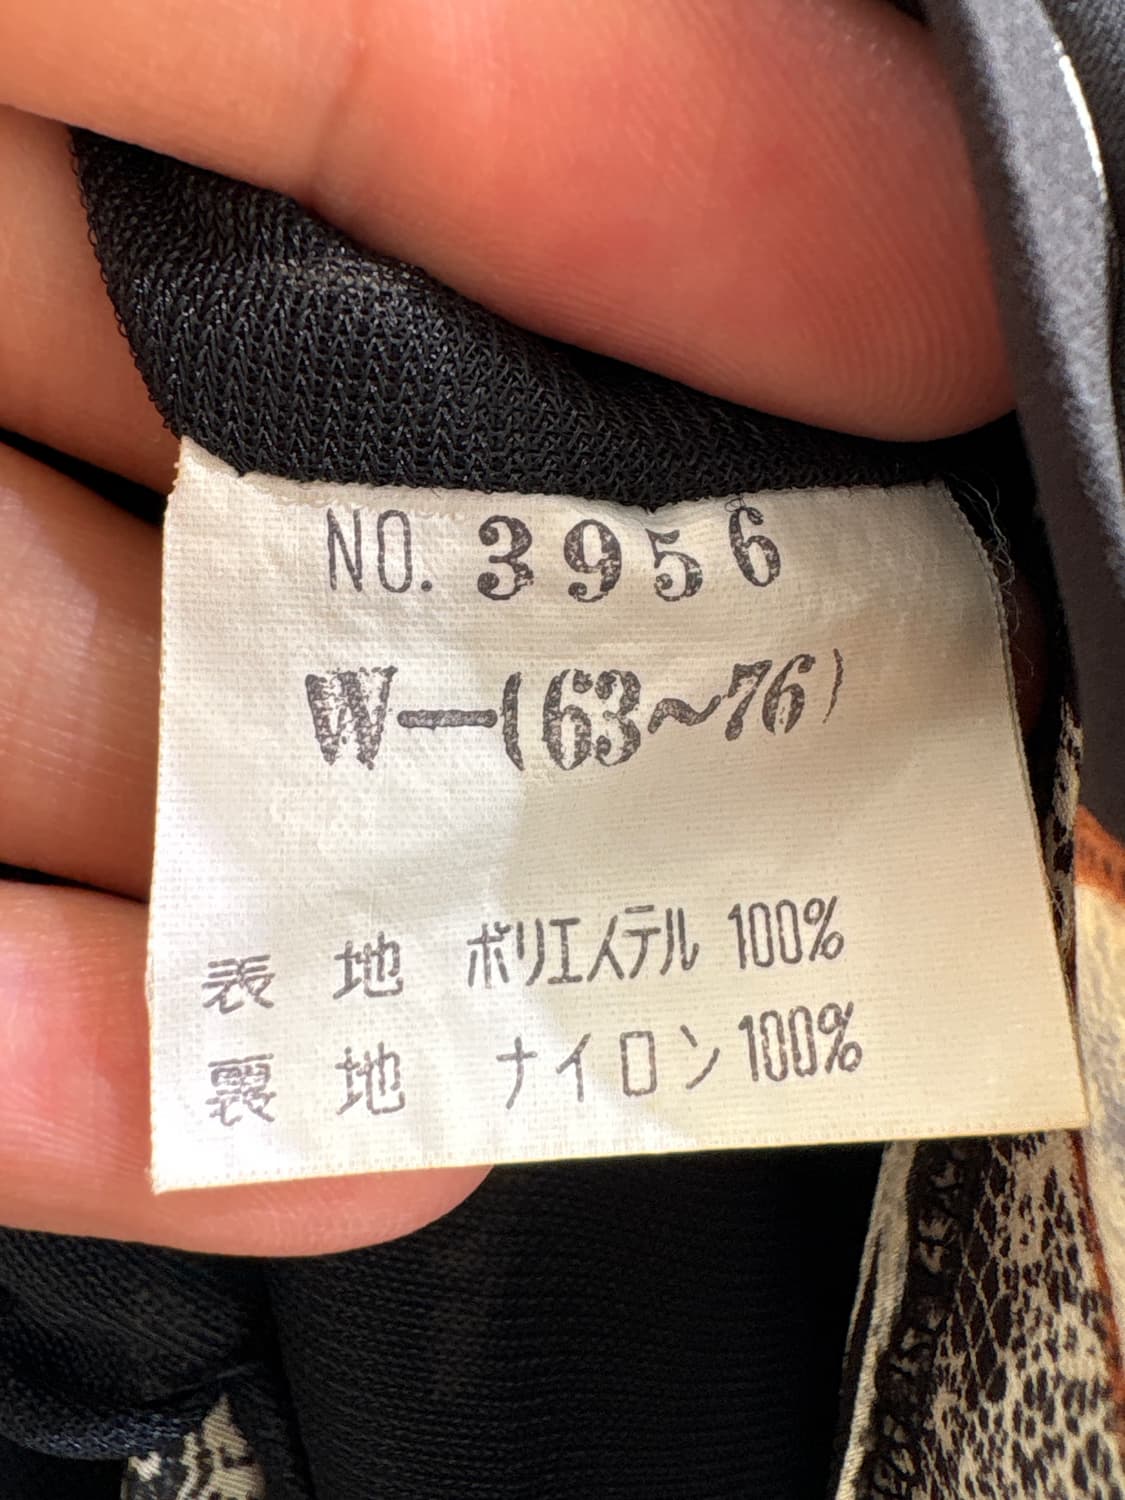 NO. 3956
W—(63~76)
表地 ポリエステル 100%
裏地 ナイロン 100%